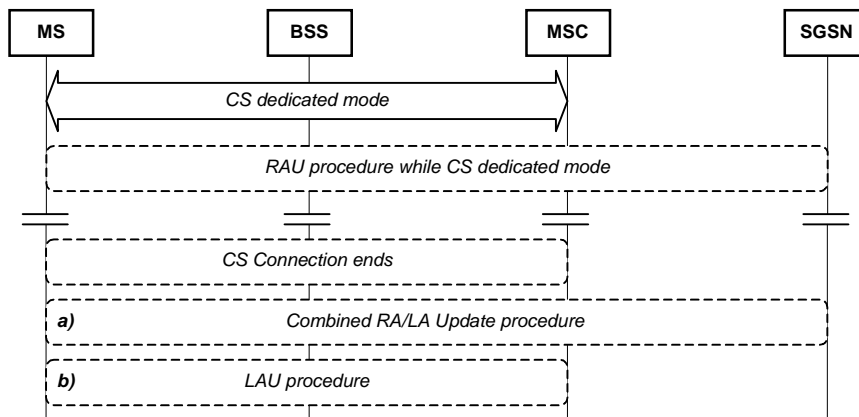 MS BSS MSC SGSN
CS dedicated mode
RAU procedure while CS dedicated mode
CS Connection ends
a) Combined RA/LA Update procedure
b) LAU procedure